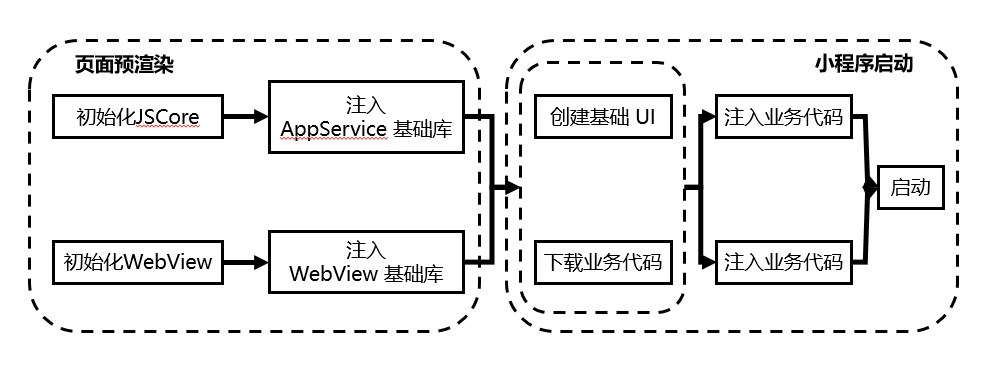 页面预渲染
初始化JSCore
注入
AppService 基础库
初始化WebView
注入
WebView 基础库
小程序启动
创建基础 UI
下载业务代码
注入业务代码
注入业务代码
启动